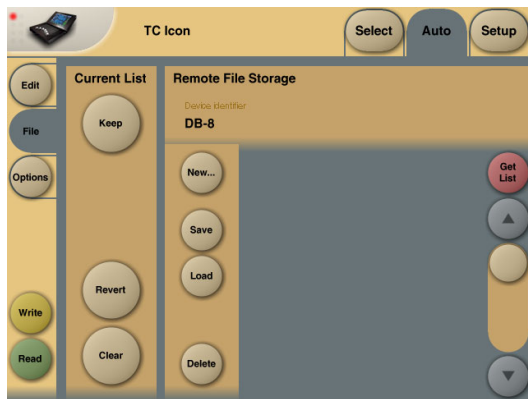 TC Icon
Select
Auto
Setup
Edit
File
Options
Write
Read
Current List
Keep
Revert
Clear
Remote File Storage
Device Identifier
DB-8
New...
Save
Load
Delete
Get
List